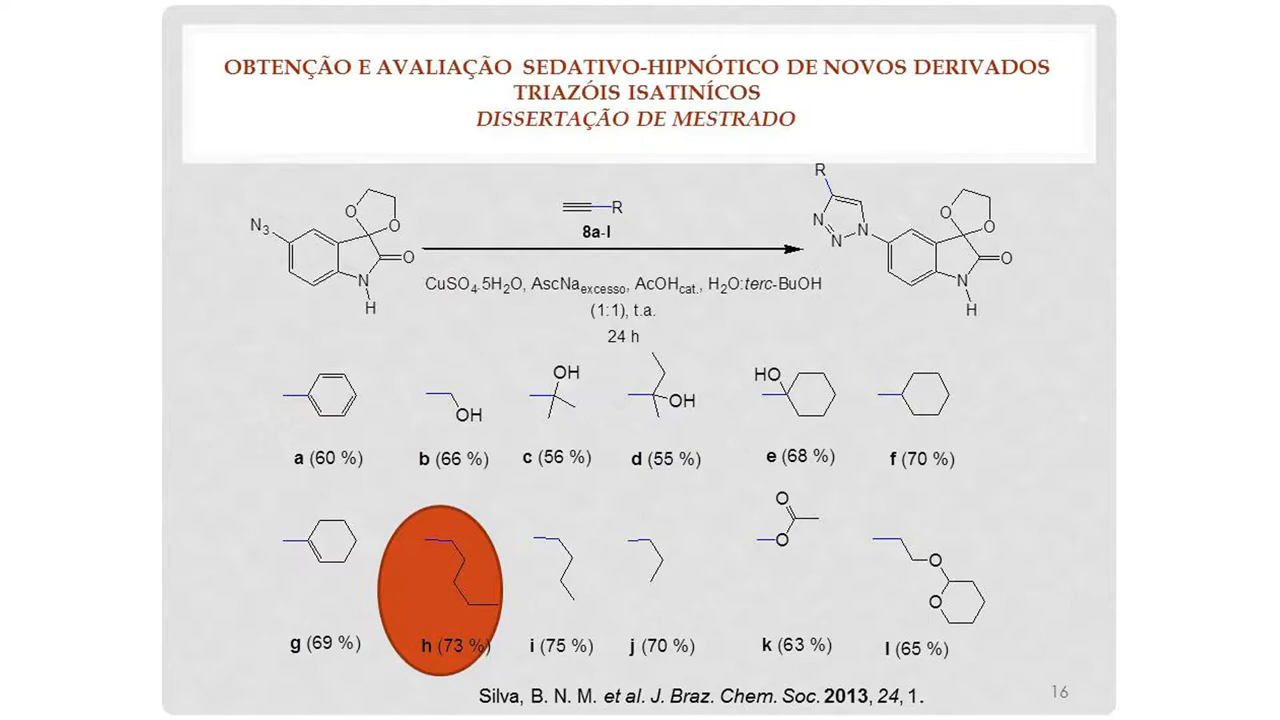 OBTENÇÃO E AVALIAÇÃO SEDATIVO-HIPNÓTICO DE NOVOS DERIVADOS
TRIAZÓIS ISATINÍCOS
DISSERTAÇÃO DE MESTRADO
N₃ O O O N H
R
8a-l
CuSO₄.5H₂O, AscNaexcesso, AcOHcat., H₂O:terc-BuOH
(1:1), t.a.
24 h
R N N N O O O N H
OH OH OH HO
a (60 %) b (66 %) c (56 %) d (55 %) e (68 %) f (70 %)
O O O O
g (69 %) h (73 %) i (75 %) j (70 %) k (63 %) l (65 %)
Silva, B. N. M. et al. J. Braz. Chem. Soc. 2013, 24, 1.
16